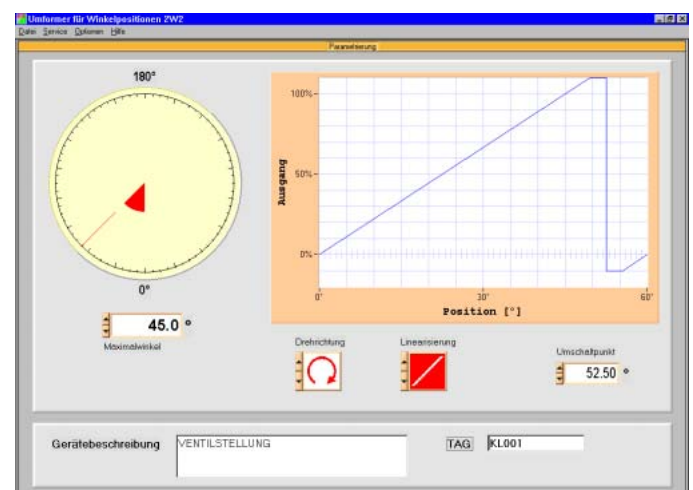 Umformer für Winkelpositionen 2W2
Datei Service Optionen Hilfe
Parametrierung
180°
0°
45.0 °
Maximalwinkel
100%
50%
0%
Ausgang
0° 30° 60°
Position [°]
Drehrichtung
Linearisierung
Umschaltpunkt
52.50 °
Gerätebeschreibung
VENTILSTELLUNG
TAG
KL001